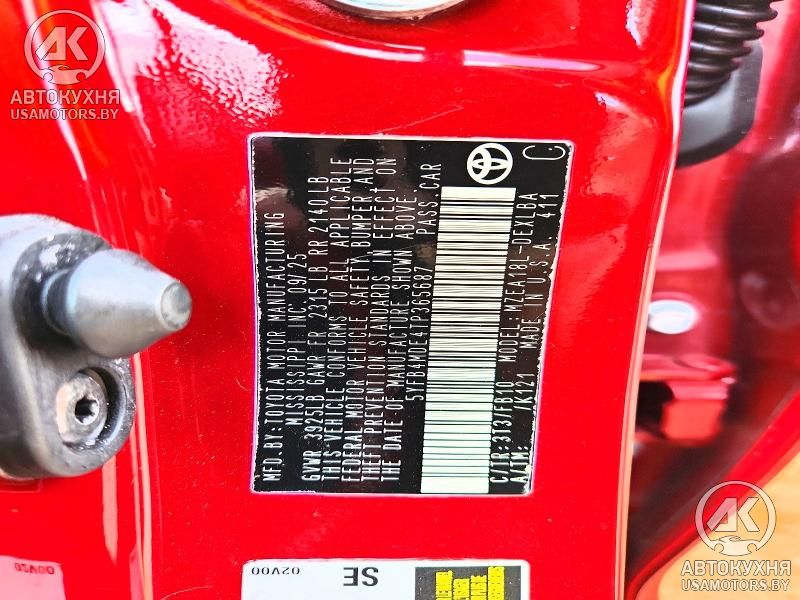 АВТОКУХНЯ
USAMOTORS.BY
MFD.BY:TOYOTA MOTOR MANUFACTURING
MISSISSIPPI INC 09/25
GVWR 3925LB GAWR FR 2315 LB RR 2140LB
THIS VEHICLE CONFORMS TO ALL APPLICABLE
FEDERAL MOTOR VEHICLE SAFETY, BUMPER,AND
THEFT PREVENTION STANDARDS IN EFFECT ON
THE DATE OF MANUFACTURE SHOWN ABOVE.
5YFB4MDE4TP365687 PASS.CAR
C/TR:3T3/FB10 MODEL:MZEA18L-DEXLBA
A/TM: /K121 MADE IN U.S.A. 411
C
SE
02V00
00V20
АВТОКУХНЯ
USAMOTORS.BY